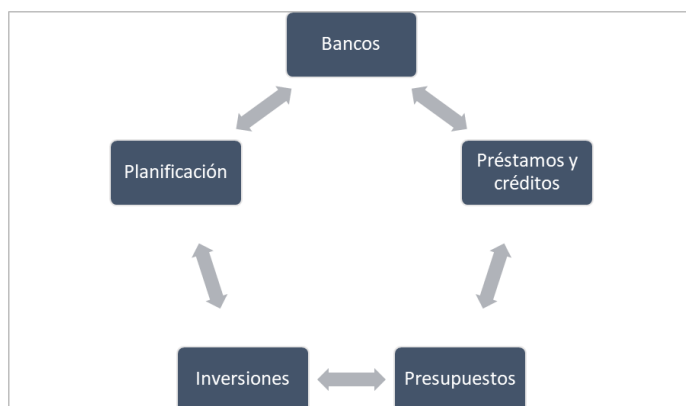 Bancos
Planificación
Préstamos y
créditos
Inversiones
Presupuestos